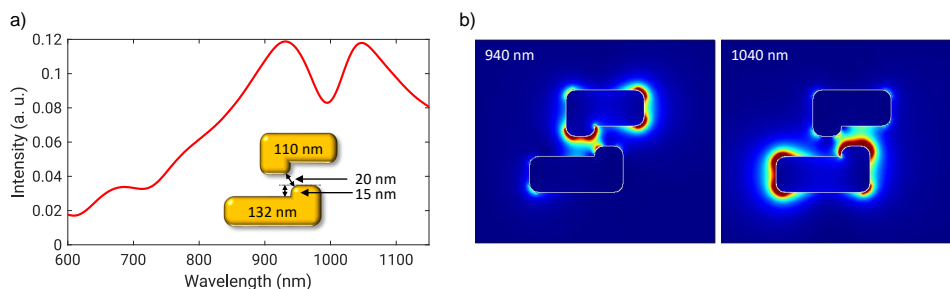 a)
Intensity (a. u.)
0.12
0.1
0.08
0.06
0.04
0.02
0
600
700
800
900
1000
1100
Wavelength (nm)
110 nm
20 nm
15 nm
132 nm
b)
940 nm
1040 nm